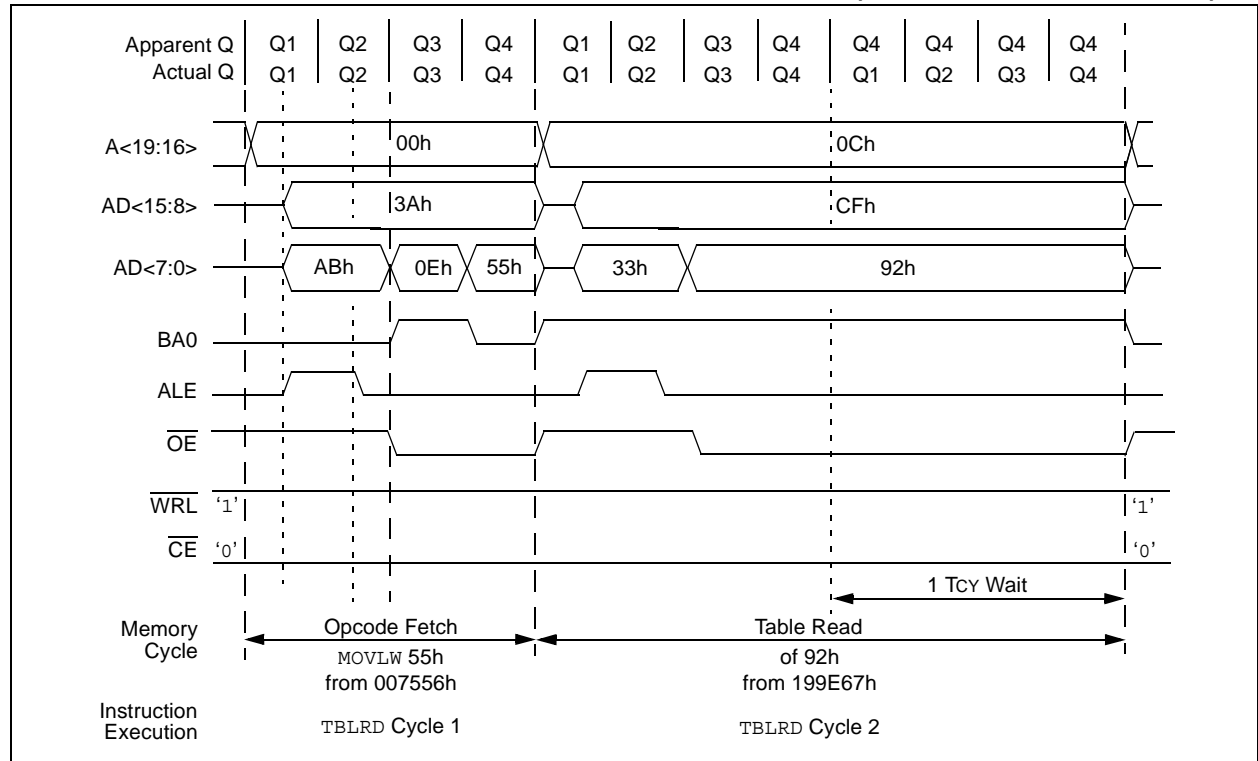 Apparent Q Q1 Q2 Q3 Q4 Q1 Q2 Q3 Q4 Q4 Q4 Q4 Q4
Actual Q Q1 Q2 Q3 Q4 Q1 Q2 Q3 Q4 Q1 Q2 Q3 Q4
A<19:16> 00h 0Ch
AD<15:8> 3Ah CFh
AD<7:0> ABh 0Eh 55h 33h 92h
BA0
ALE
OE
WRL ‘1’ ‘1’
CE ‘0’ ‘0’
1 TCY Wait
Memory Cycle
Opcode Fetch
MOVLW 55h
from 007556h
Table Read
of 92h
from 199E67h
Instruction
Execution
TBLRD Cycle 1
TBLRD Cycle 2